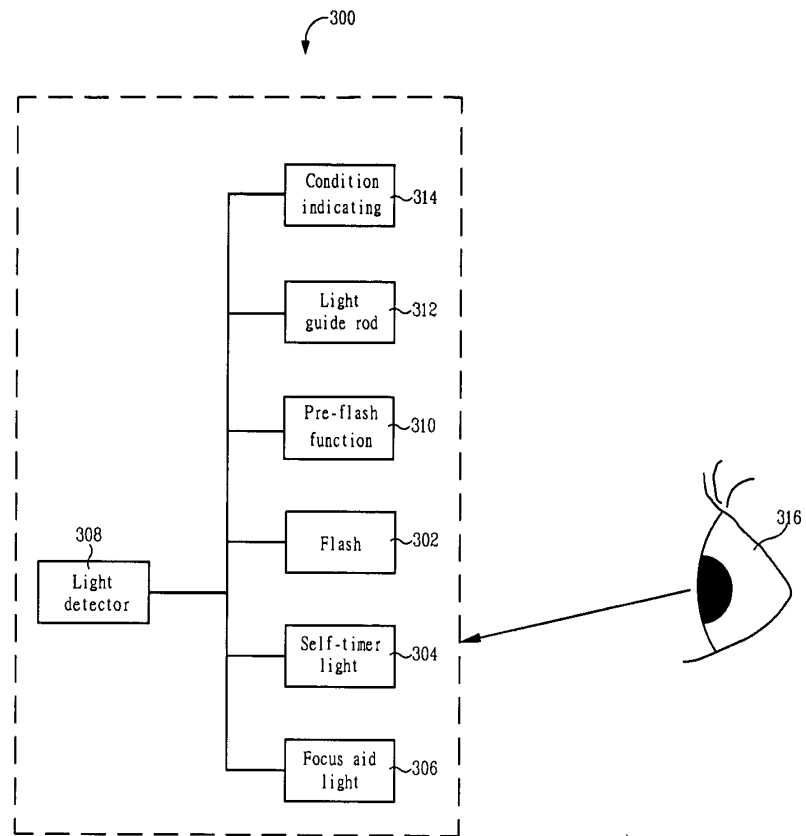 300
Condition
indicating
314
Light
guide rod
312
Pre-flash
function
310
Flash
302
316
308
Light
detector
Self-timer
light
304
Focus aid
light
306